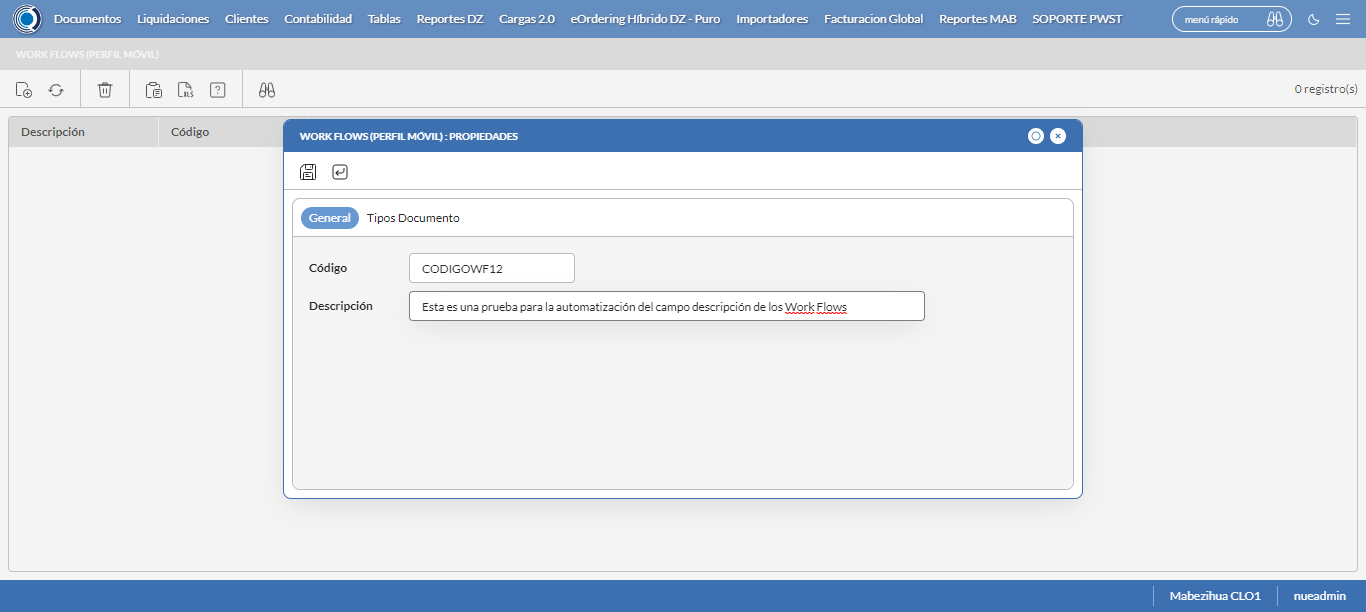 Documentos Liquidaciones Clientes Contabilidad Tablas Reportes DZ Cargas 2.0 eOrdering Híbrido DZ - Puro Importadores Facturacion Global Reportes MAB SOPORTE PWST menú rápido
WORK FLOWS (PERFIL MÓVIL)
XLS ? 0 registro(s)
Descripción Código
WORK FLOWS (PERFIL MÓVIL) : PROPIEDADES
General Tipos Documento
Código CODIGOWF12
Descripción Esta es una prueba para la automatización del campo descripción de los Work Flows
Mabezihua CLO1 nueadmin